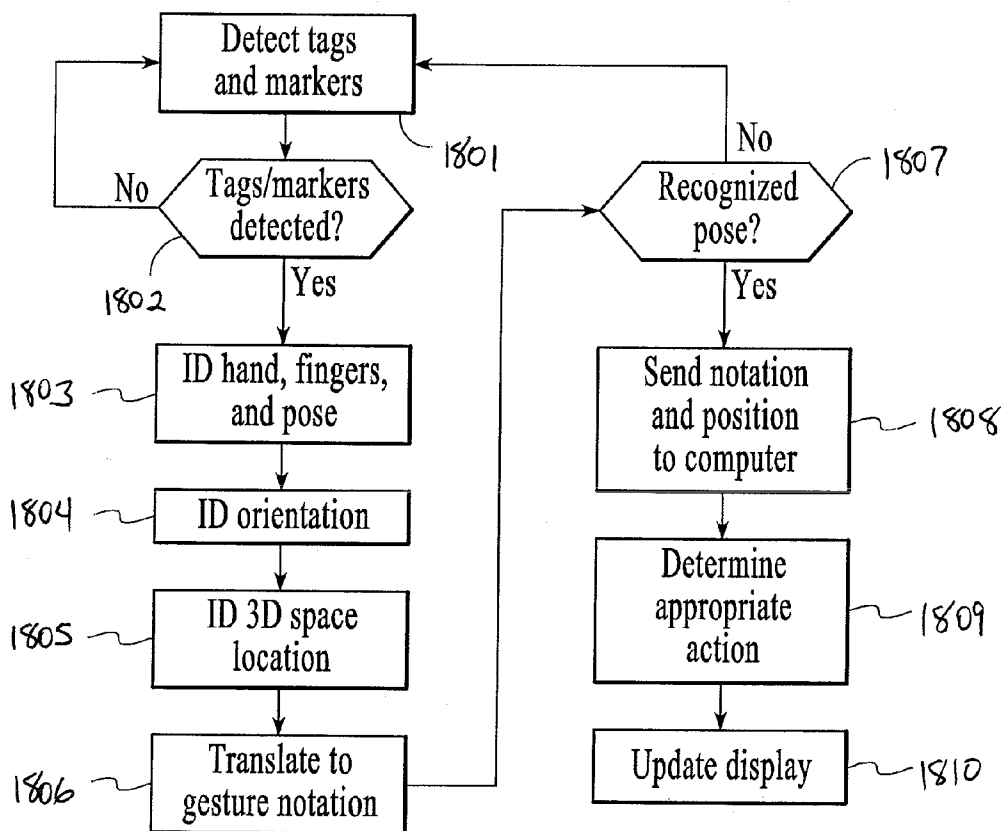 Detect tags
and markers
1801
No
Tags/markers
detected?
1802
Yes
ID hand, fingers,
and pose
1803
ID orientation
1804
ID 3D space
location
1805
Translate to
gesture notation
1806
No
1807
Recognized
pose?
Yes
Send notation
and position
to computer
1808
Determine
appropriate
action
1809
Update display
1810